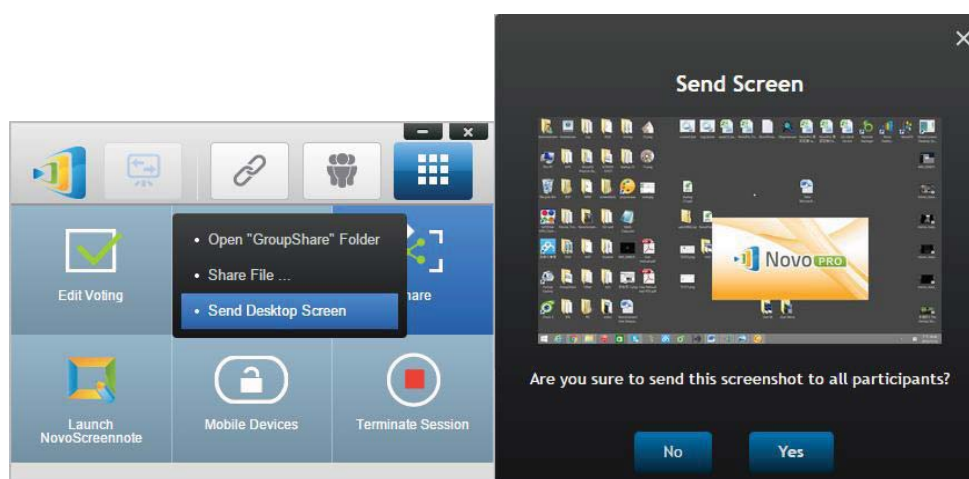 Edit Voting
• Open "GroupShare" Folder
• Share File ...
• Send Desktop Screen
are
Launch
NovoScreennote
Mobile Devices
Terminate Session
Send Screen
Novo PRO
Are you sure to send this screenshot to all participants?
No
Yes